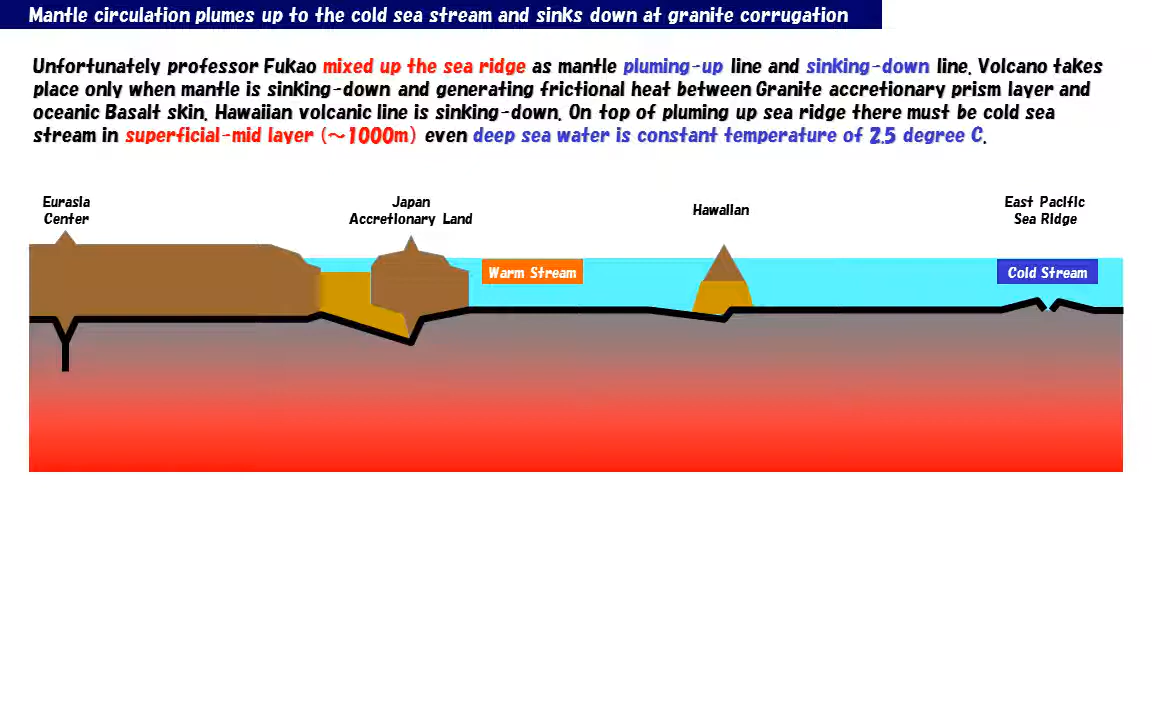 Mantle circulation plumes up to the cold sea stream and sinks down at granite corrugation
Unfortunately professor Fukao mixed up the sea ridge as mantle pluming-up line and sinking-down line. Volcano takes
place only when mantle is sinking-down and generating frictional heat between Granite accretionary prism layer and
oceanic Basalt skin. Hawaiian volcanic line is sinking-down. On top of pluming up sea ridge there must be cold sea
stream in superficial-mid layer (～1000m) even deep sea water is constant temperature of 2.5 degree C.
Eurasia
Center
Japan
Accretionary Land
Hawaiian
East Pacific
Sea Ridge
Warm Stream
Cold Stream